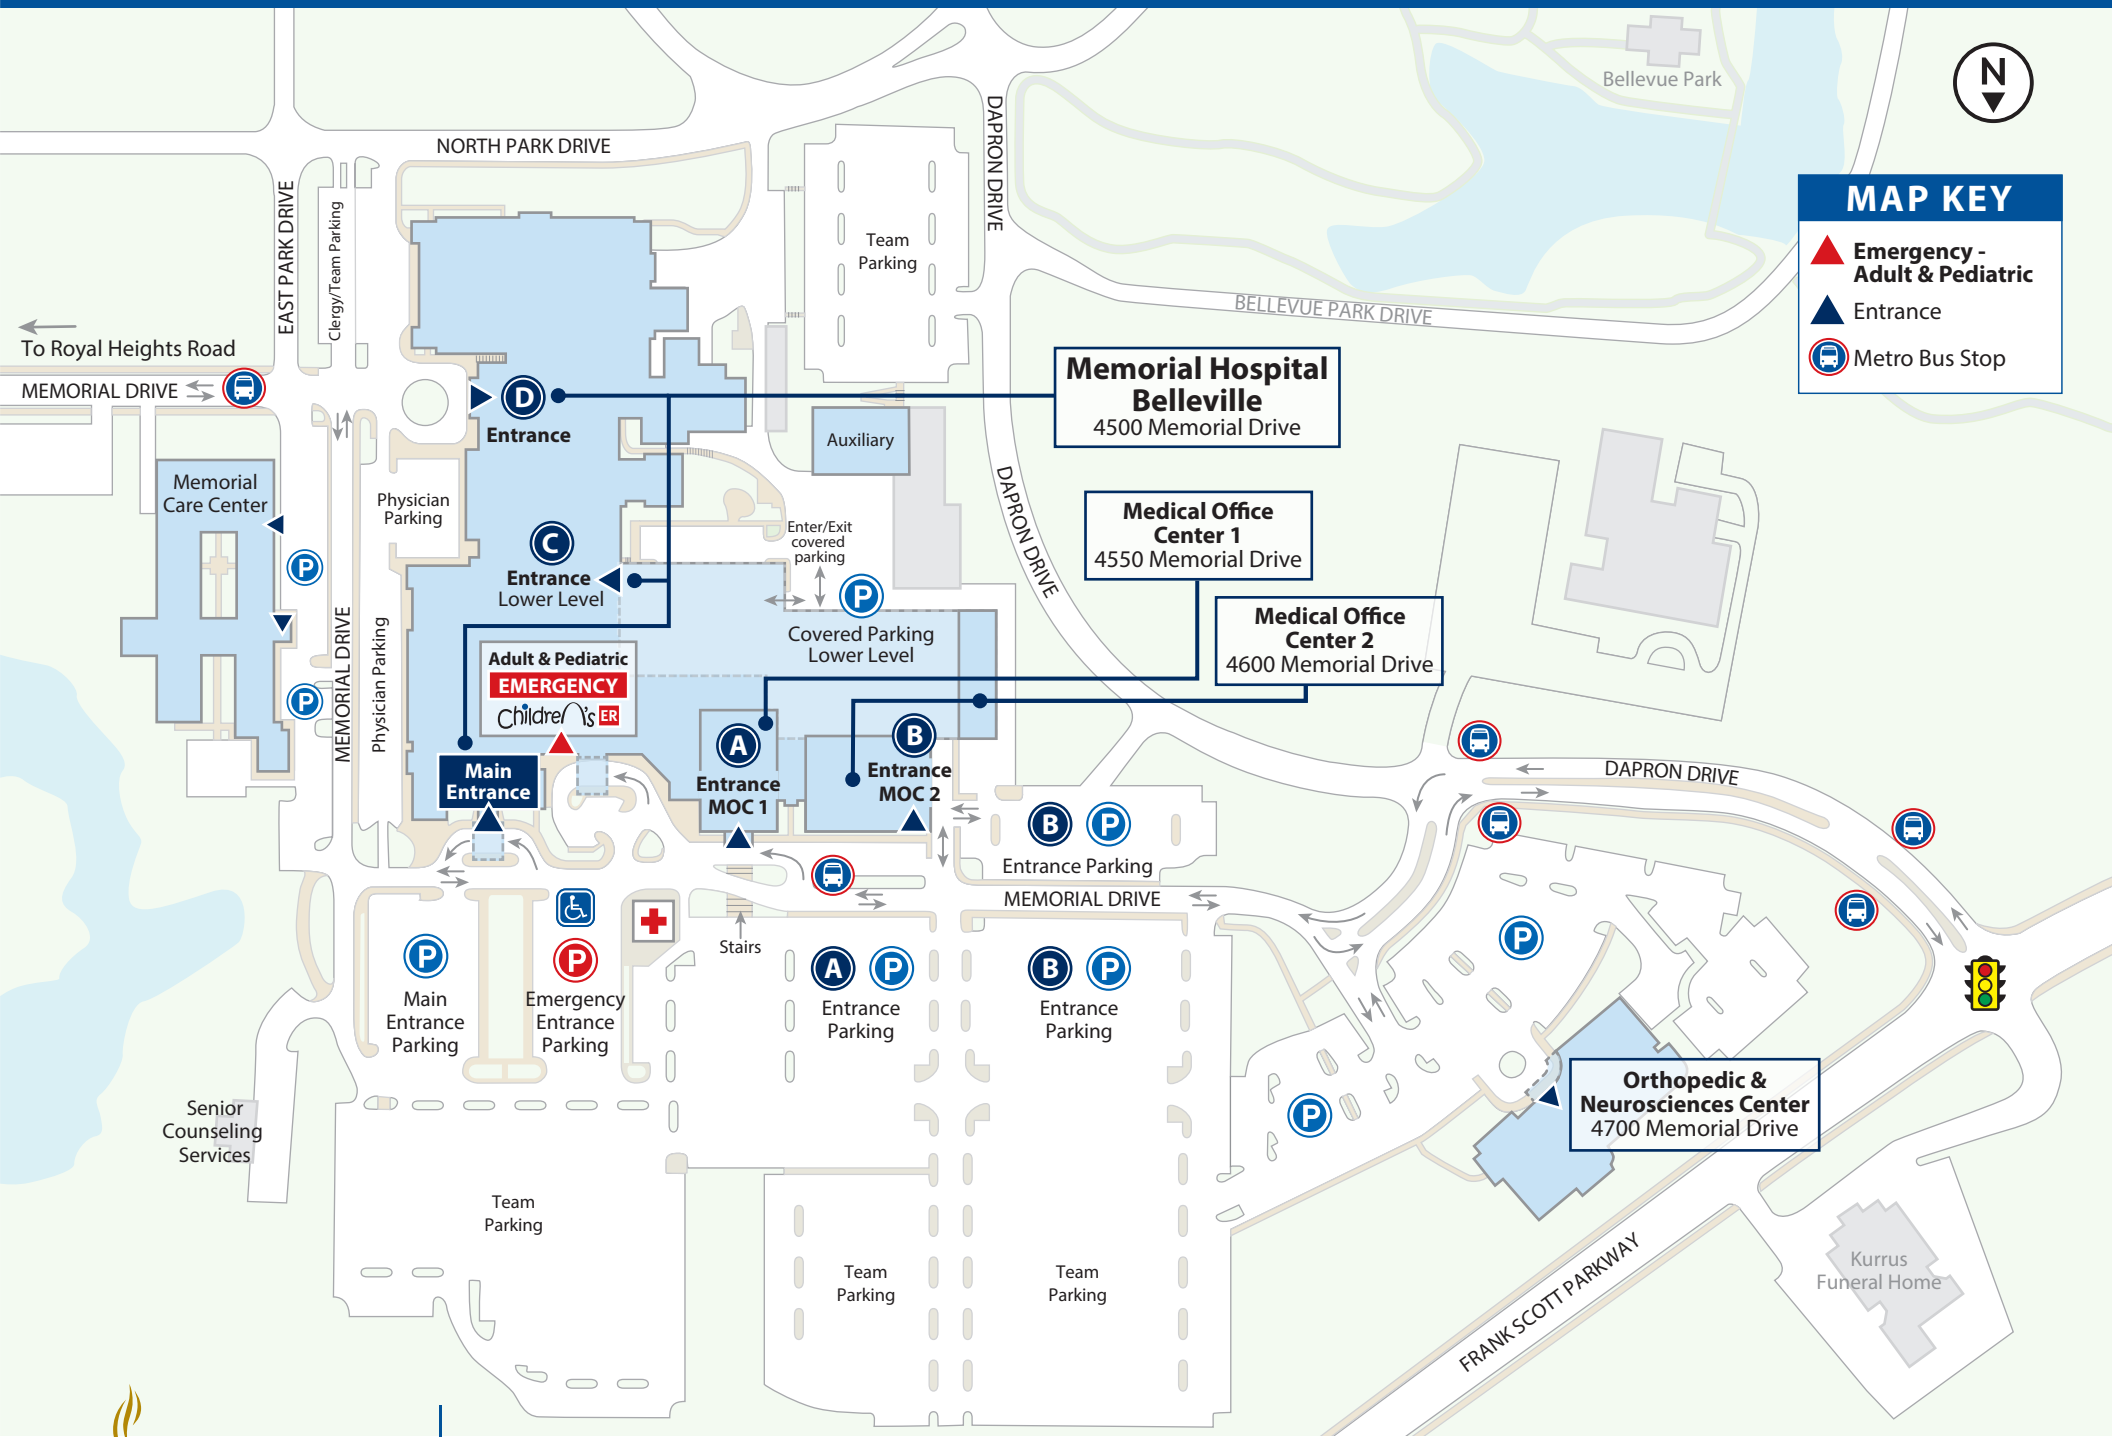 N
Bellevue Park
MAP KEY
Emergency -
Adult & Pediatric
Entrance
Metro Bus Stop
NORTH PARK DRIVE
DAPRON DRIVE
EAST PARK DRIVE
Clergy/Team Parking
Team
Parking
BELLEVUE PARK DRIVE
To Royal Heights Road
MEMORIAL DRIVE
D
Entrance
Memorial Hospital
Belleville
4500 Memorial Drive
Auxiliary
Memorial
Care Center
Physician
Parking
P
C
Entrance
Lower Level
Enter/Exit
covered
parking
P
Covered Parking
Lower Level
DAPRON DRIVE
Medical Office
Center 1
4550 Memorial Drive
Medical Office
Center 2
4600 Memorial Drive
MEMORIAL DRIVE
Physician Parking
P
Adult & Pediatric
EMERGENCY
Children's ER
Main
Entrance
A
Entrance
MOC 1
B
Entrance
MOC 2
B P
Entrance Parking
MEMORIAL DRIVE
DAPRON DRIVE
Stairs
P
Main
Entrance
Parking
P
Emergency
Entrance
Parking
A P
Entrance
Parking
B P
Entrance
Parking
P
P
Orthopedic &
Neurosciences Center
4700 Memorial Drive
Senior
Counseling
Services
Team
Parking
Team
Parking
Team
Parking
FRANK SCOTT PARKWAY
Kurrus
Funeral Home